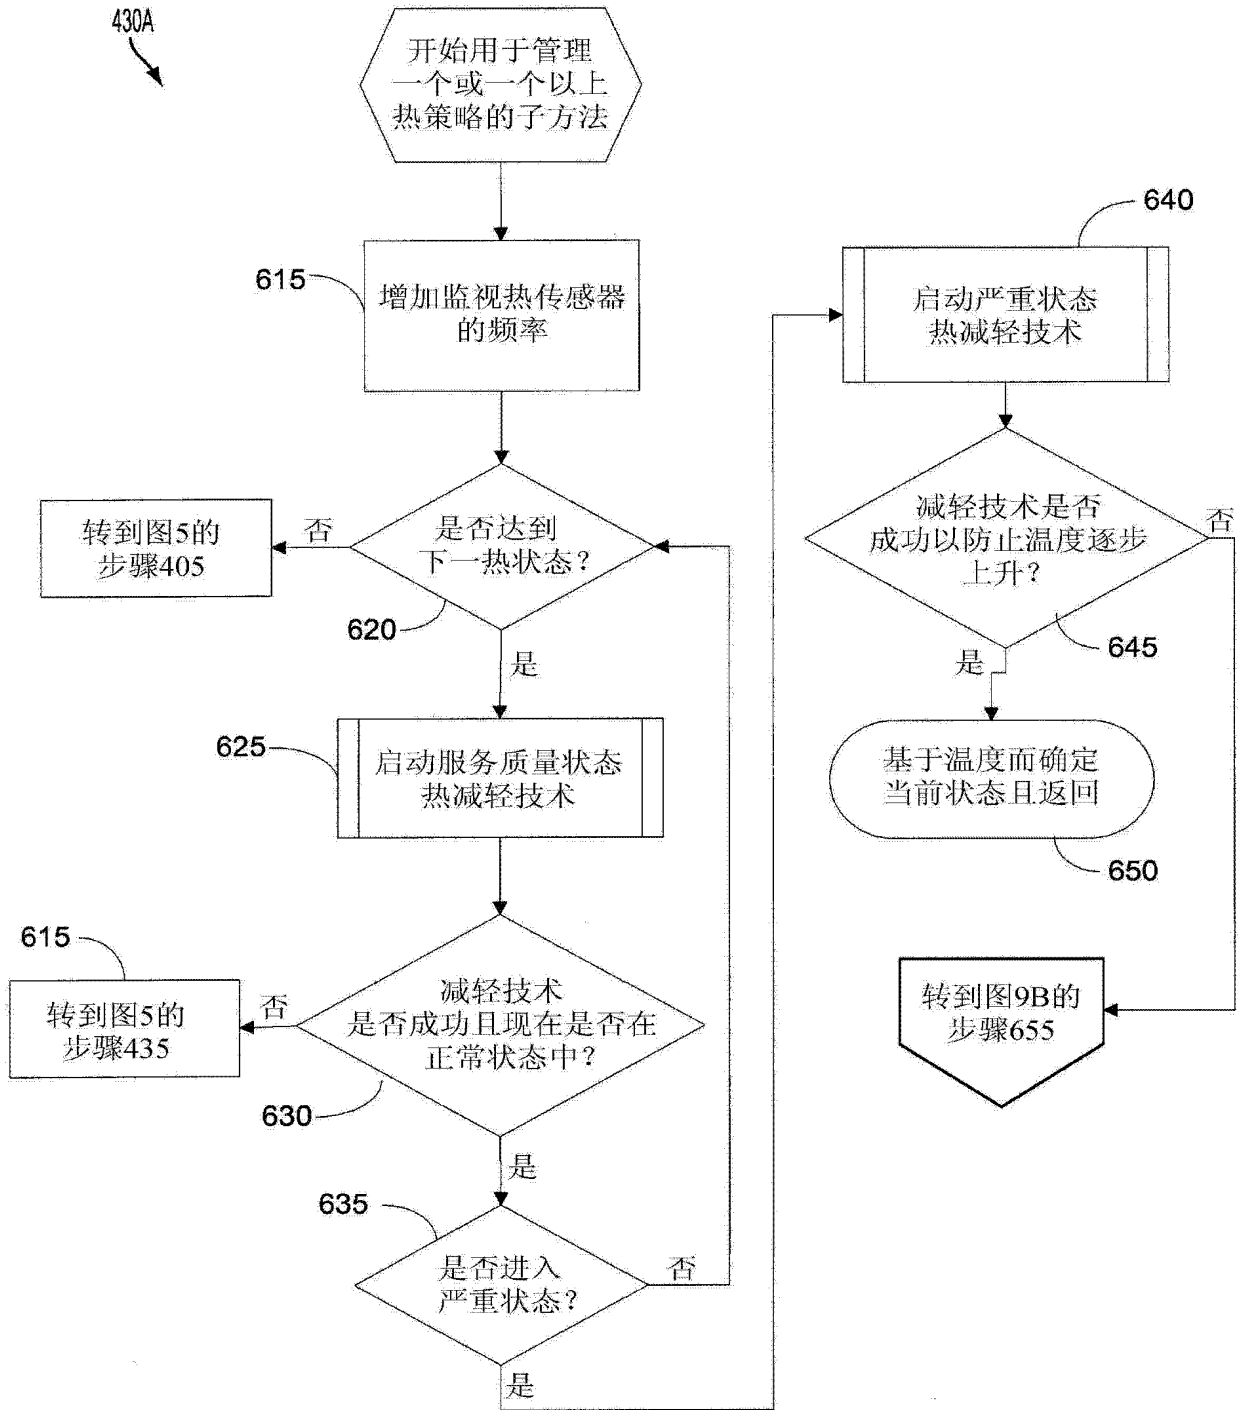 430A
开始用于管理
一个或一个以上
热策略的子方法
615
增加监视热传感器
的频率
是否达到
下一热状态？
620
否
转到图5的
步骤405
是
625
启动服务质量状态
热减轻技术
减轻技术
是否成功且现在是否在
正常状态中？
630
否
615
转到图5的
步骤435
是
635
是否进入
严重状态？
否
是
640
启动严重状态
热减轻技术
减轻技术是否
成功以防止温度逐步
上升？
645
否
是
基于温度而确定
当前状态且返回
650
转到图9B的
步骤655